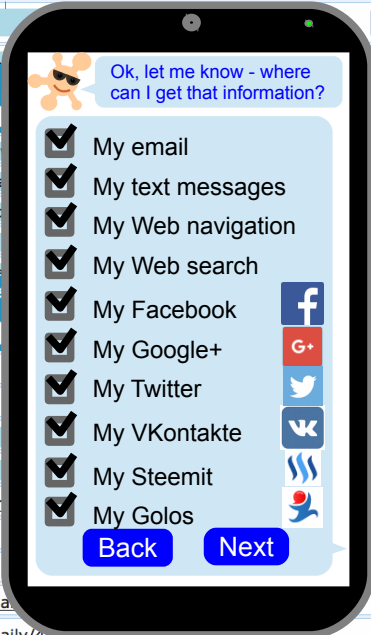 Ok, let me know - where
can I get that information?
My email
My text messages
My Web navigation
My Web search
My Facebook
f
My Google+
G+
My Twitter
My VKontakte
VK
My Steemit
My Golos
Back
Next